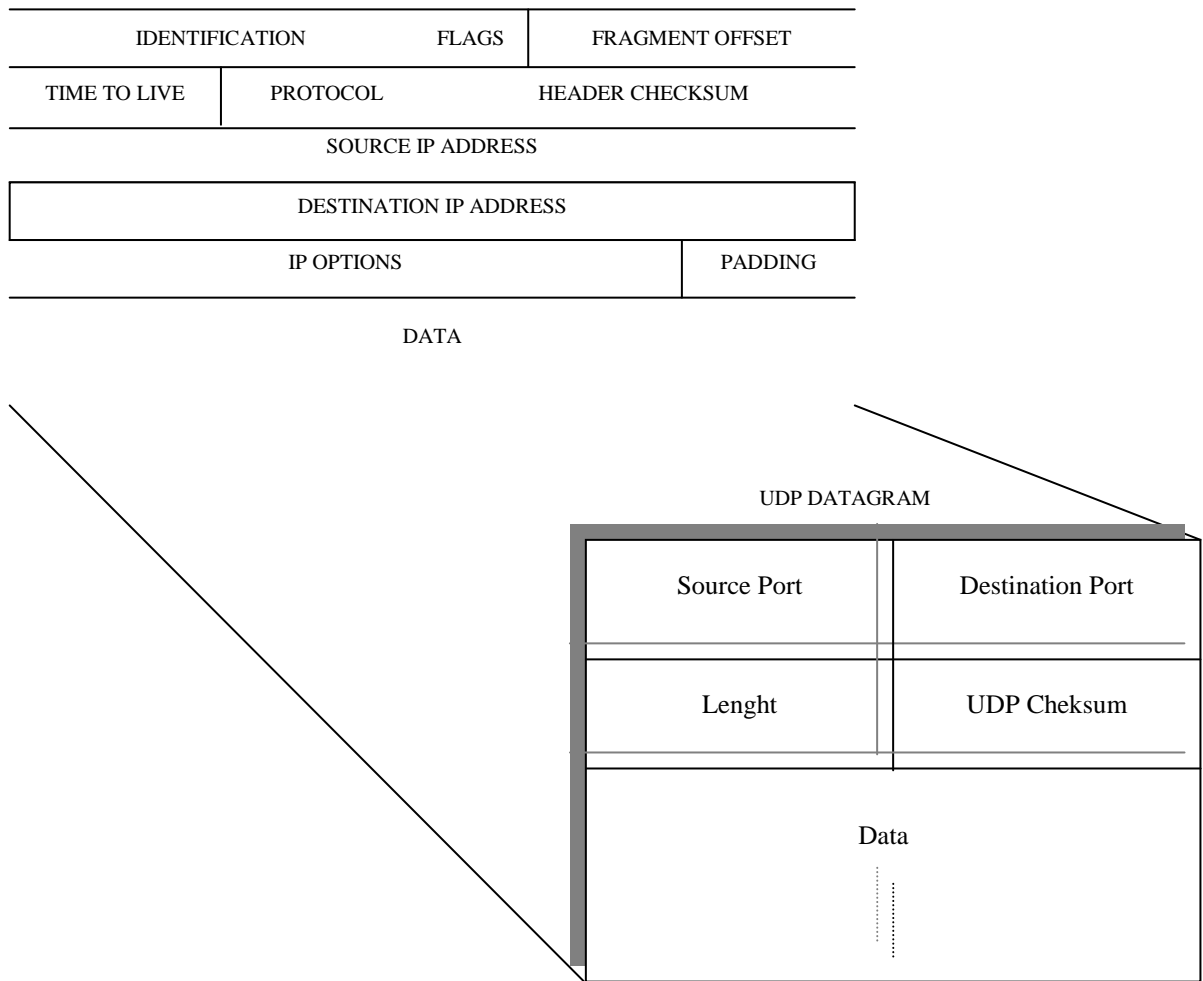 IDENTIFICATION FLAGS FRAGMENT OFFSET
TIME TO LIVE PROTOCOL HEADER CHECKSUM
SOURCE IP ADDRESS
DESTINATION IP ADDRESS
IP OPTIONS PADDING
DATA
UDP DATAGRAM
Source Port Destination Port
Lenght UDP Cheksum
Data